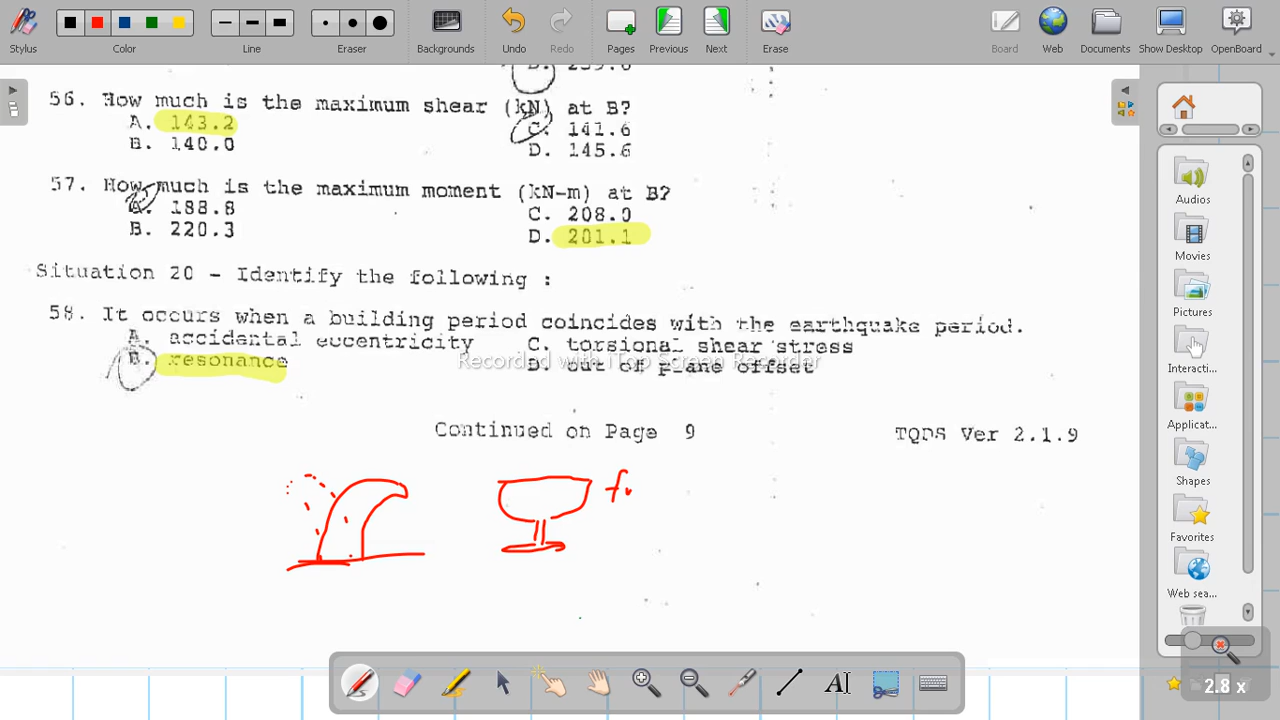 Stylus Color Line Eraser Backgrounds Undo Redo Pages Previous Next Erase Board Web Documents Show Desktop OpenBoard
56. How much is the maximum shear (kN) at B?
A. 143.2 C. 141.6
B. 140.0 D. 145.6
57. How much is the maximum moment (kN-m) at B?
A. 188.8 C. 208.0
B. 220.3 D. 201.1
Situation 20 - Identify the following :
58. It occurs when a building period coincides with the earthquake period.
A. accidental eccentricity C. torsional shear stress
B. resonance D. out of plane offset
Recorded with iTop Screen Recorder
Continued on Page 9 TQDS Ver 2.1.9
Audios
Movies
Pictures
Interacti...
Applicat...
Shapes
Favorites
Web sea...
2.8 x